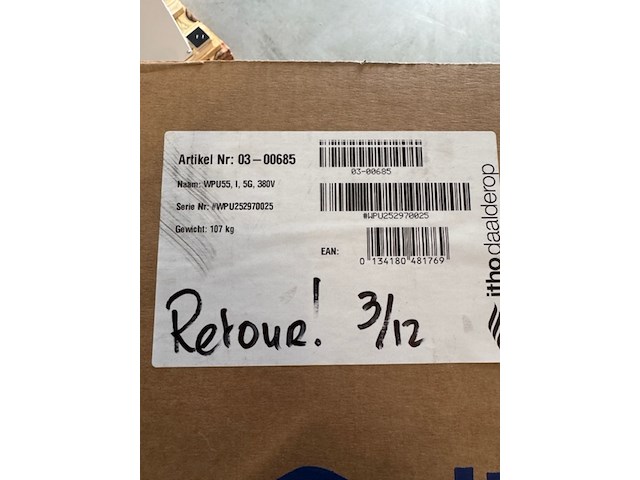 Artikel Nr: 03-00685
03-00685
Naam: WPU55, I, 5G, 380V
Serie Nr: #WPU252970025
#WPU252970025
Gewicht: 107 kg
EAN:
0 134180 481769
ithodaalderop
Retour! 3/12